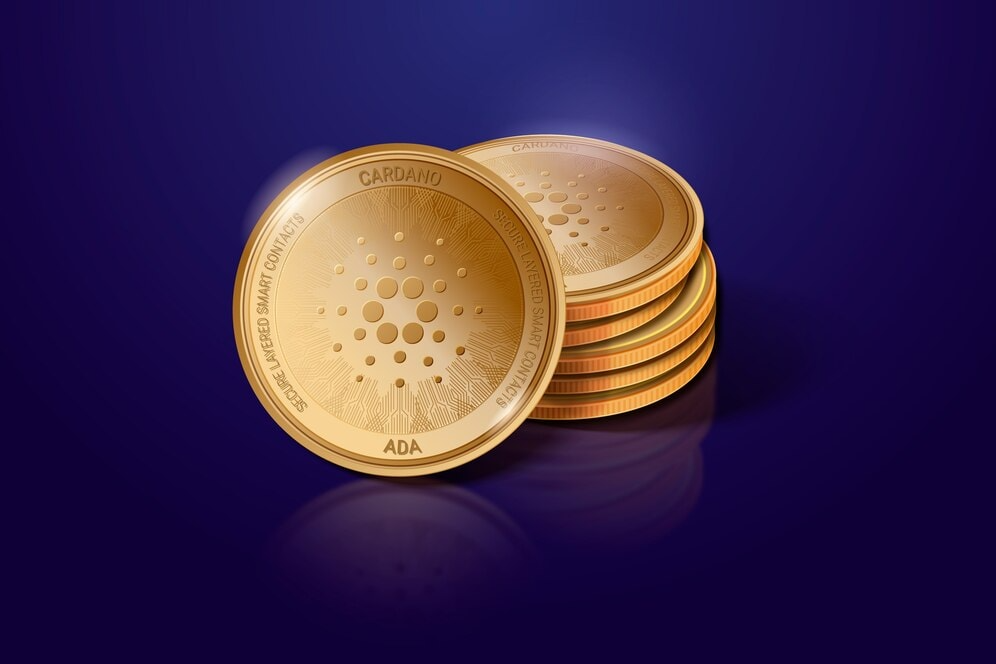 CARDANO
SECURE LAYERED SMART CONTACTS
SECURE LAYERED SMART CONTACTS
ADA
CARDANO